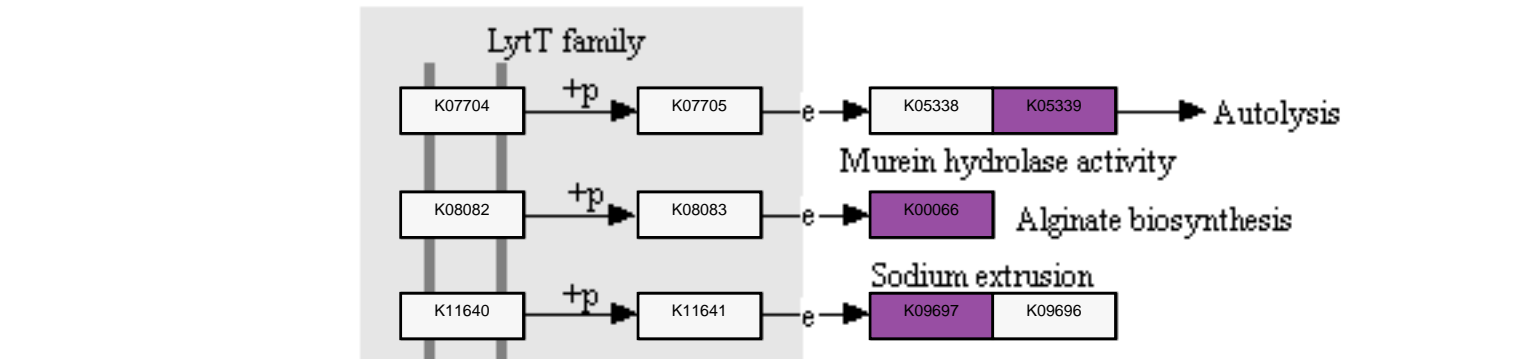 LytT family
K07704 +p K07705 e K05338 K05339 Autolysis
Murein hydrolase activity
K08082 +p K08083 e K00066 Alginate biosynthesis
Sodium extrusion
K11640 +p K11641 e K09697 K09696